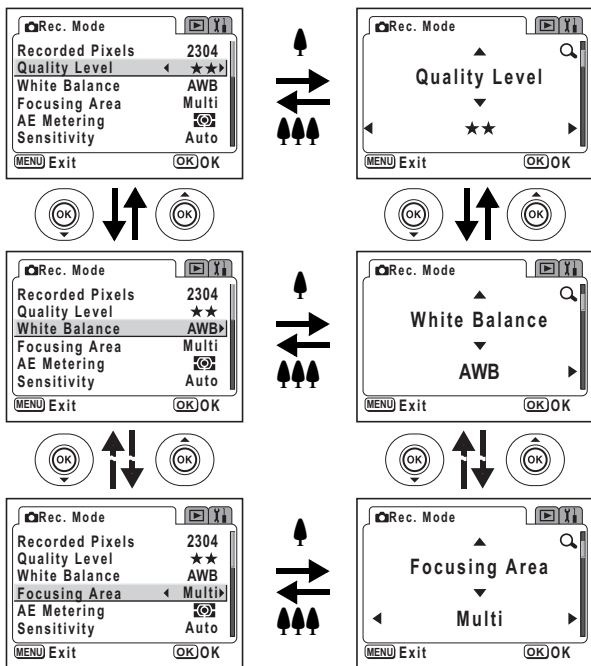 Rec. Mode
Recorded Pixels 2304
Quality Level ★★
White Balance AWB
Focusing Area Multi
AE Metering
Sensitivity Auto
MENU Exit OK OK
Rec. Mode
Quality Level
★★
MENU Exit OK OK
OK OK
OK OK
Rec. Mode
Recorded Pixels 2304
Quality Level ★★
White Balance AWB
Focusing Area Multi
AE Metering
Sensitivity Auto
MENU Exit OK OK
Rec. Mode
White Balance
AWB
MENU Exit OK OK
OK OK
OK OK
Rec. Mode
Recorded Pixels 2304
Quality Level ★★
White Balance AWB
Focusing Area Multi
AE Metering
Sensitivity Auto
MENU Exit OK OK
Rec. Mode
Focusing Area
Multi
MENU Exit OK OK